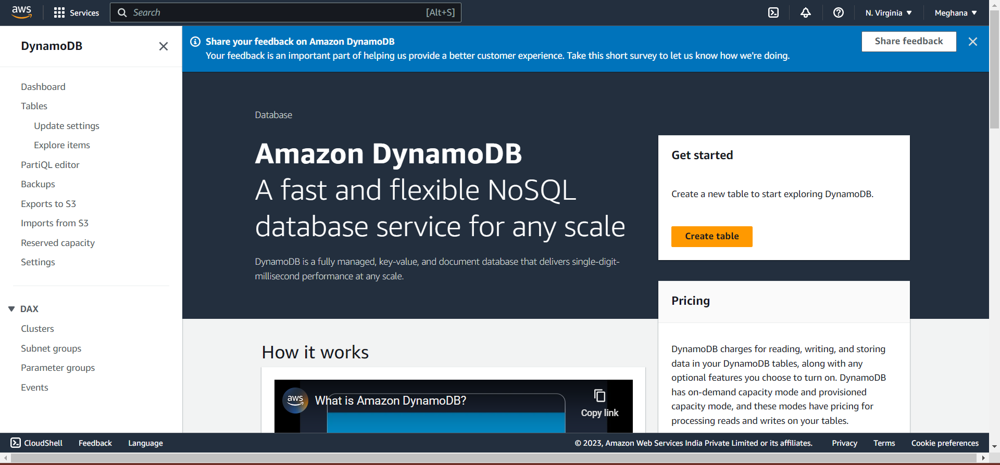 aws
Services
Search
[Alt+S]
N. Virginia
Meghana
DynamoDB
Dashboard
Tables
Update settings
Explore items
PartiQL editor
Backups
Exports to S3
Imports from S3
Reserved capacity
Settings
DAX
Clusters
Subnet groups
Parameter groups
Events
Share your feedback on Amazon DynamoDB
Your feedback is an important part of helping us provide a better customer experience. Take this short survey to let us know how we're doing.
Share feedback
Database
Amazon DynamoDB
A fast and flexible NoSQL
database service for any scale
DynamoDB is a fully managed, key-value, and document database that delivers single-digit-
millisecond performance at any scale.
Get started
Create a new table to start exploring DynamoDB.
Create table
Pricing
DynamoDB charges for reading, writing, and storing
data in your DynamoDB tables, along with any
optional features you choose to turn on. DynamoDB
has on-demand capacity mode and provisioned
capacity mode, and these modes have pricing for
processing reads and writes on your tables.
How it works
aws
What is Amazon DynamoDB?
Copy link
CloudShell
Feedback
Language
© 2023, Amazon Web Services India Private Limited or its affiliates.
Privacy
Terms
Cookie preferences